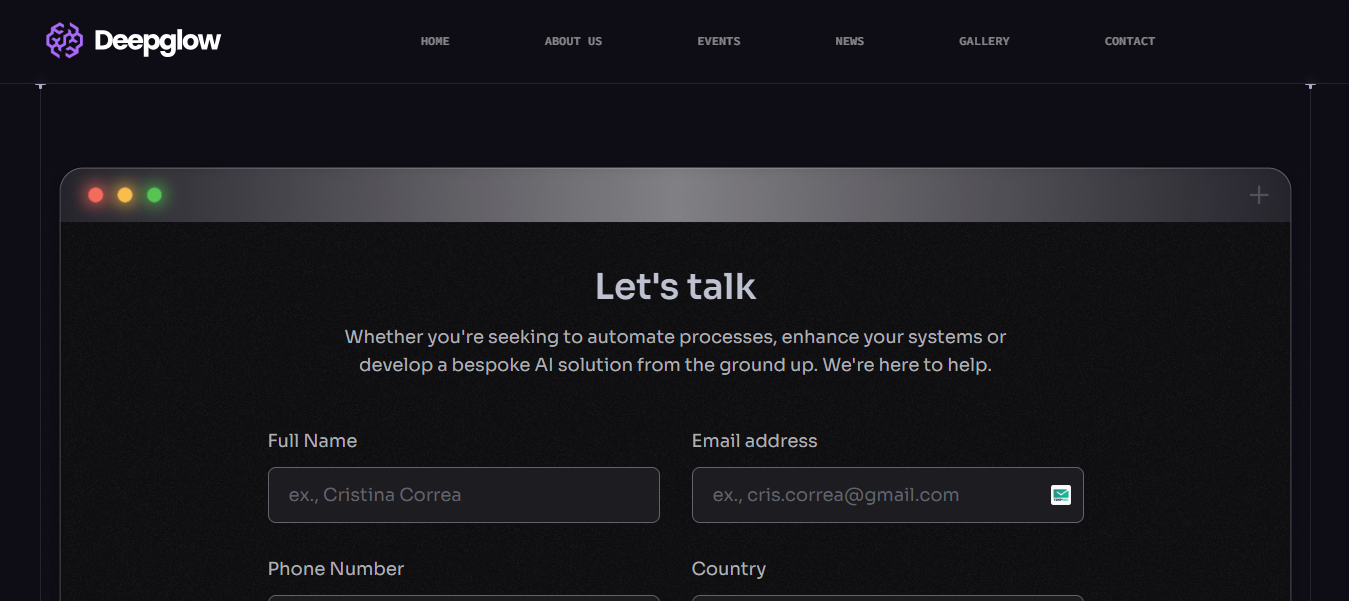 Deepglow
HOME
ABOUT US
EVENTS
NEWS
GALLERY
CONTACT
Let's talk
Whether you're seeking to automate processes, enhance your systems or
develop a bespoke AI solution from the ground up. We're here to help.
Full Name
Email address
ex., Cristina Correa
ex., cris.correa@gmail.com
Phone Number
Country